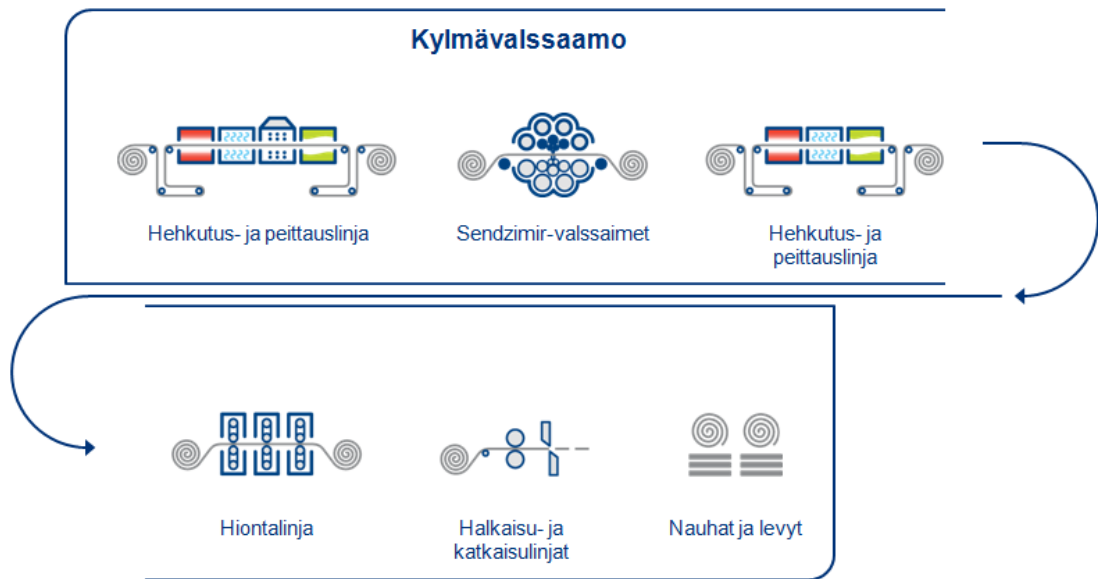 Kylmävalssaamo
Hehkutus- ja peittauslinja
Sendzimir-valssaimet
Hehkutus- ja
peittauslinja
Hiontalinja
Halkaisu- ja
katkaisulinjat
Nauhat ja levyt